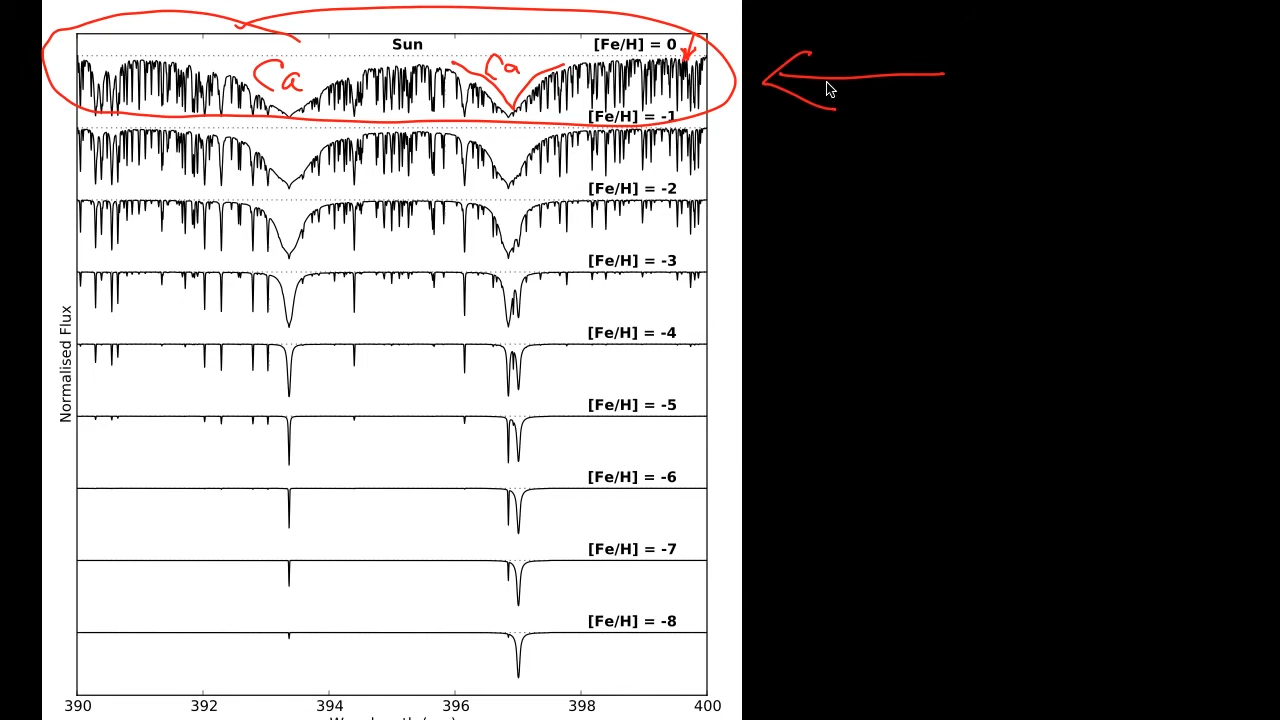 Sun [Fe/H] = 0
Ca Ca
[Fe/H] = -1
[Fe/H] = -2
[Fe/H] = -3
[Fe/H] = -4
[Fe/H] = -5
[Fe/H] = -6
[Fe/H] = -7
[Fe/H] = -8
Normalised Flux
390 392 394 396 398 400